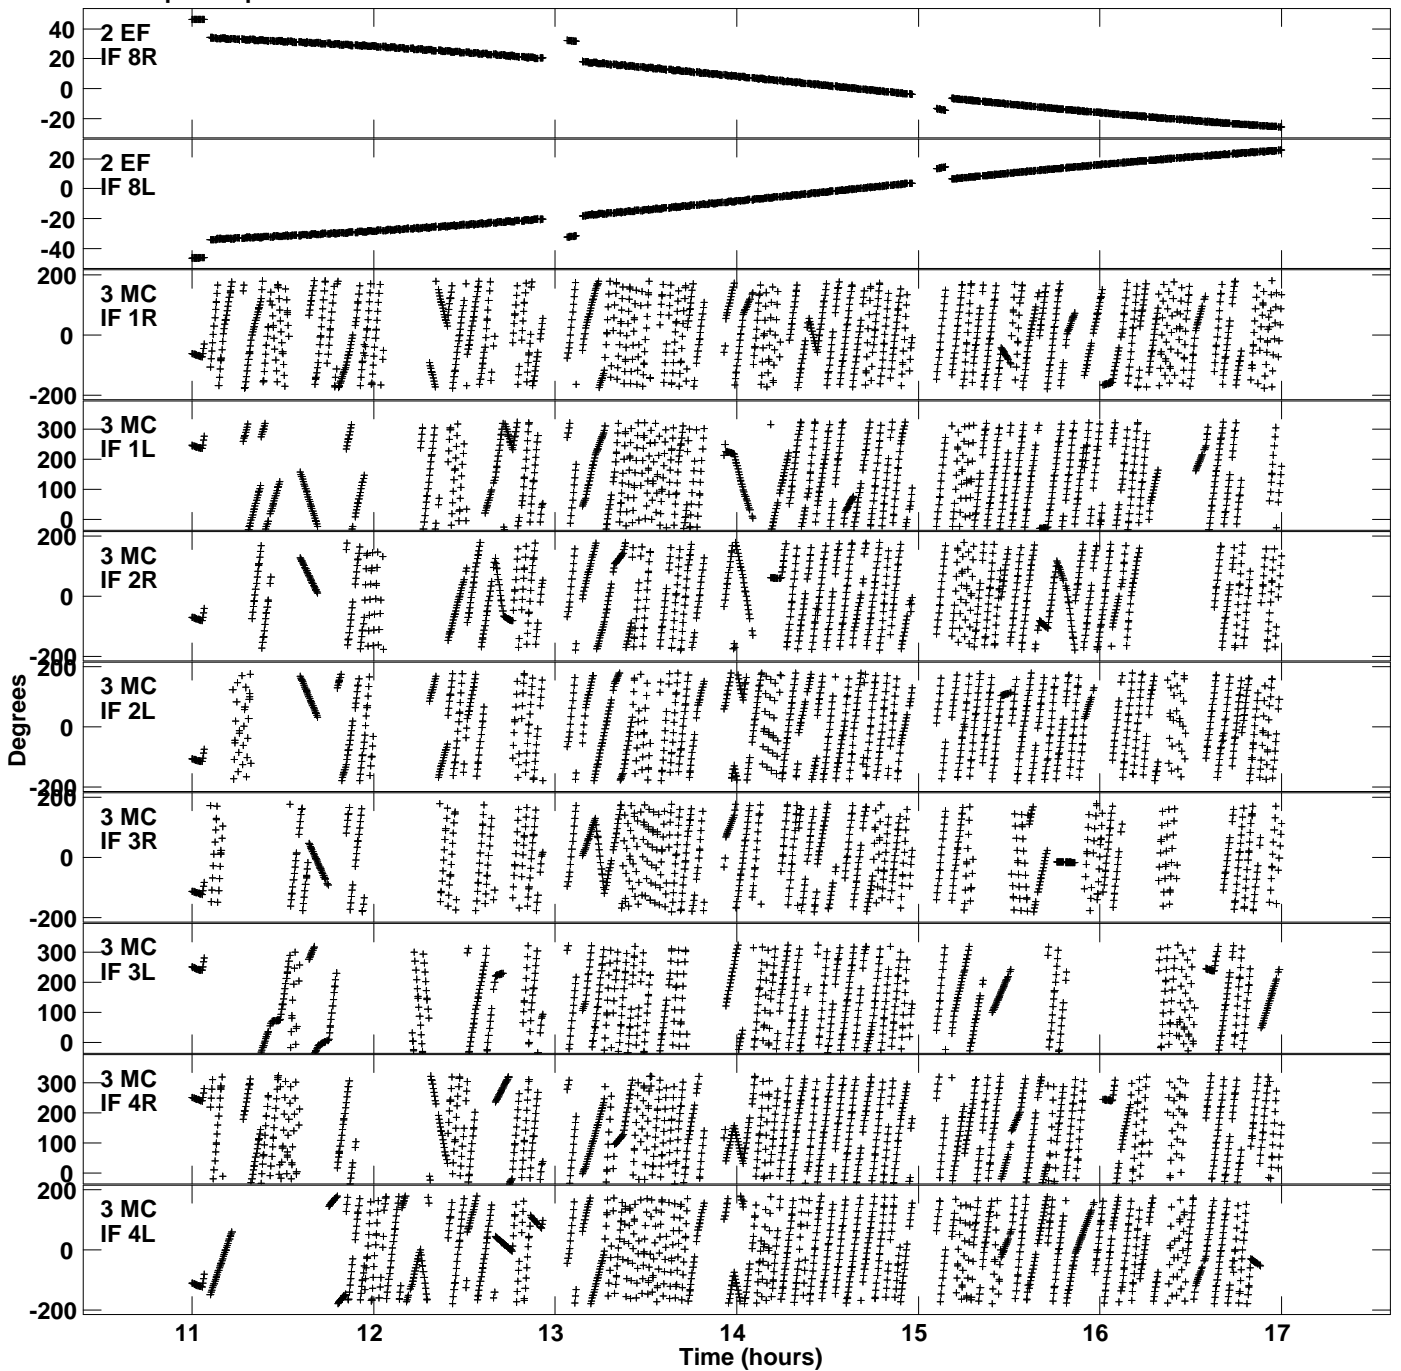 2 EF
IF 8R
40
20
0
-20
2 EF
IF 8L
20
0
-20
-40
3 MC
IF 1R
200
0
-200
3 MC
IF 1L
300
200
100
0
3 MC
IF 2R
200
0
-200
3 MC
IF 2L
200
0
-200
3 MC
IF 3R
200
0
-200
3 MC
IF 3L
300
200
100
0
3 MC
IF 4R
300
200
100
0
3 MC
IF 4L
200
0
-200
Degrees
11 12 13 14 15 16 17
Time (hours)